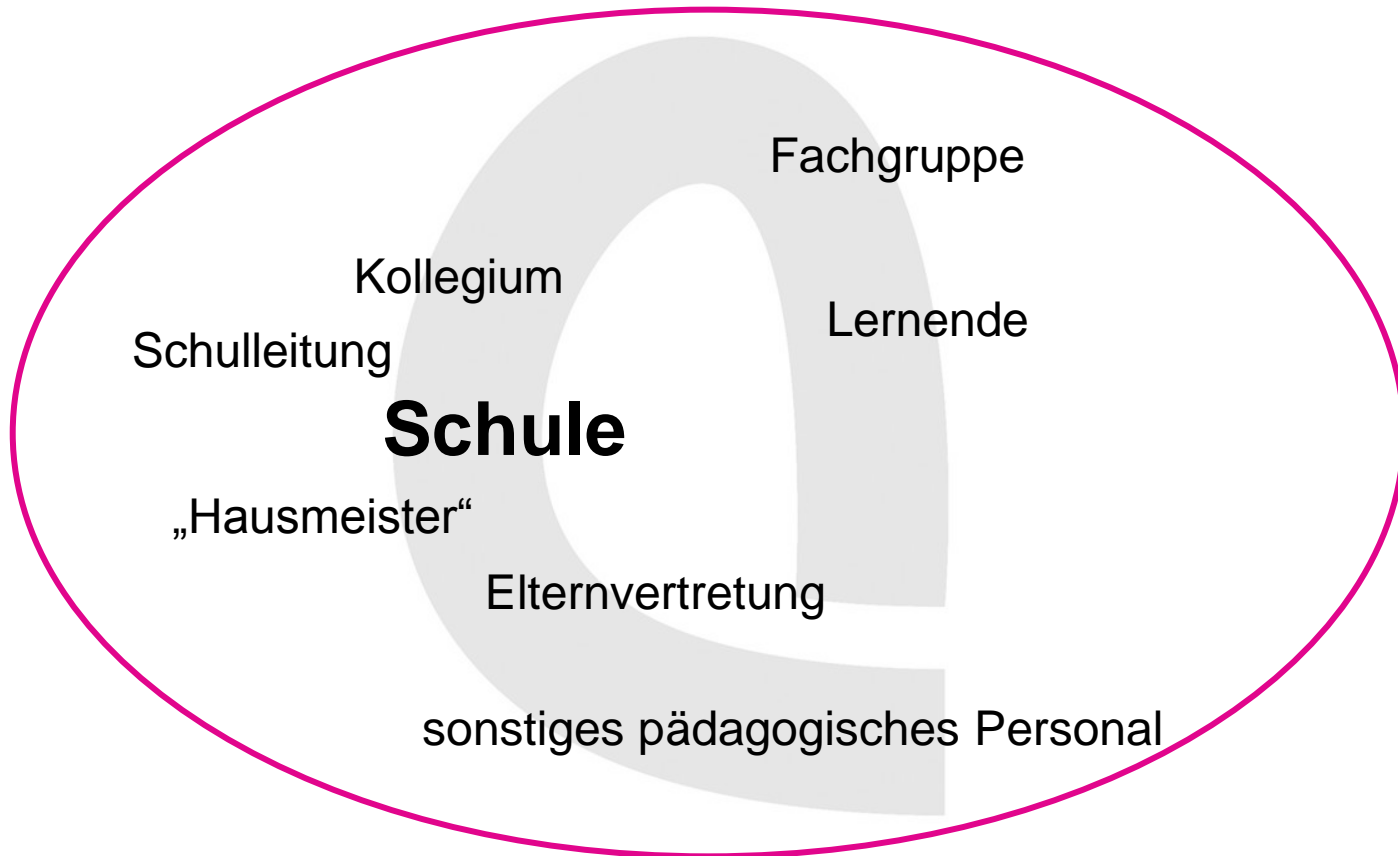 Fachgruppe
Kollegium
Lernende
Schulleitung
Schule
„Hausmeister“
Elternvertretung
sonstiges pädagogisches Personal